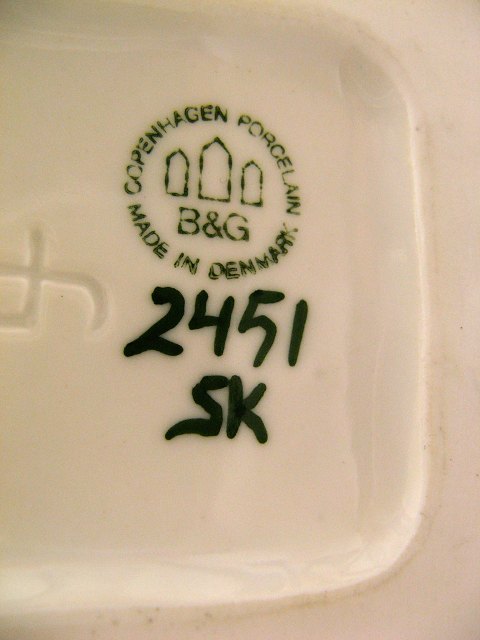 COPENHAGEN PORCELAIN
B&G
MADE IN DENMARK
2451
SK